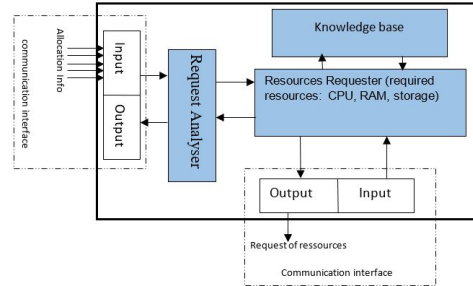 Allocation Info
communication interface
Input
Output
Request Analyser
Knowledge base
Resources Requester (required
resources: CPU, RAM, storage)
Output
Input
Request of ressources
Communication interface